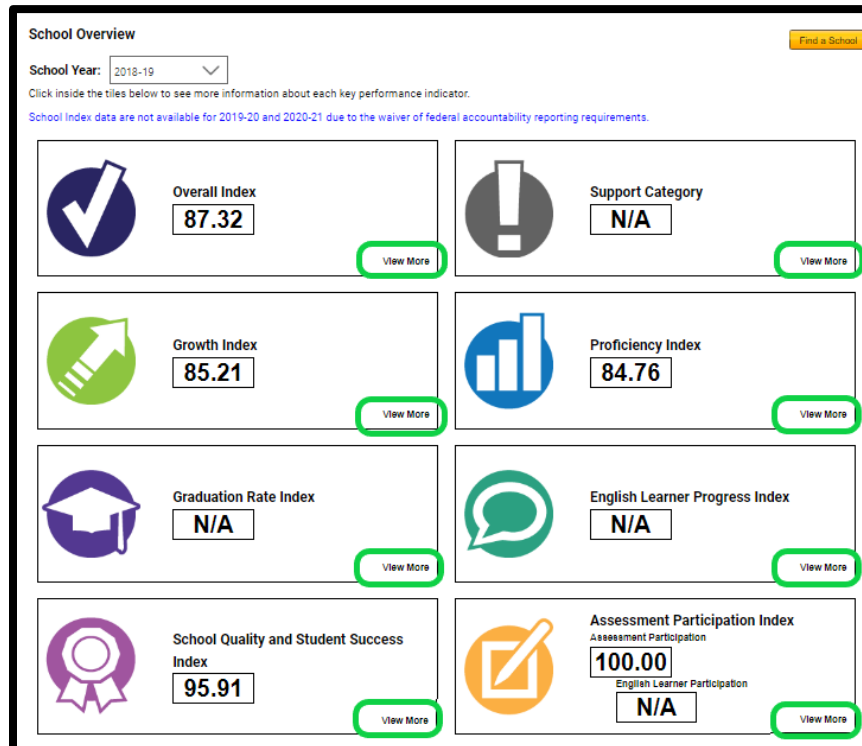 School Overview
Find a School
School Year: 2018-19
Click inside the tiles below to see more information about each key performance indicator.
School Index data are not available for 2019-20 and 2020-21 due to the waiver of federal accountability reporting requirements.
Overall Index
87.32
View More
Support Category
N/A
View More
Growth Index
85.21
View More
Proficiency Index
84.76
View More
Graduation Rate Index
N/A
View More
English Learner Progress Index
N/A
View More
School Quality and Student Success
Index
95.91
View More
Assessment Participation Index
Assessment Participation
100.00
English Learner Participation
N/A
View More